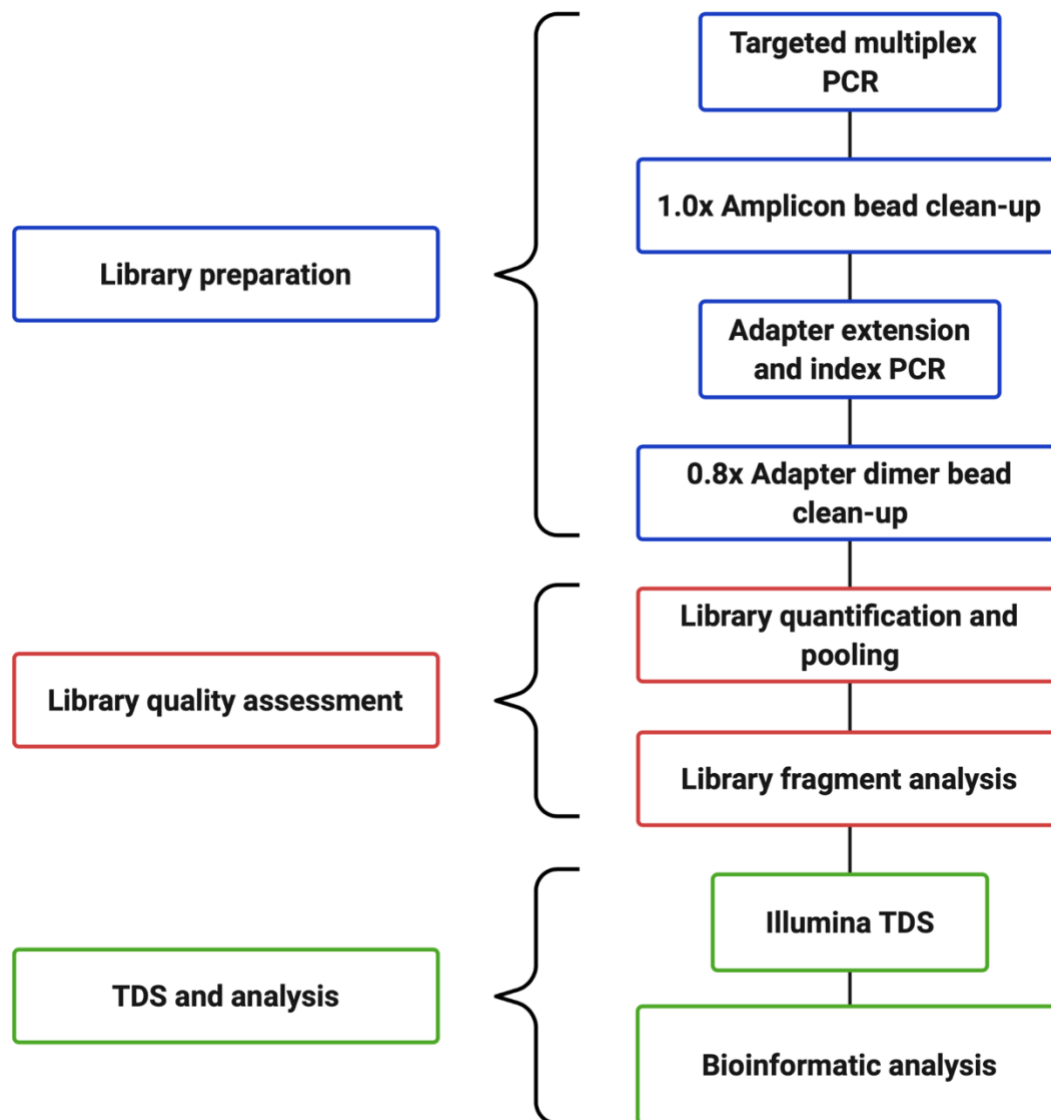 Targeted multiplex
PCR
1.0x Amplicon bead clean-up
Library preparation
Adapter extension
and index PCR
0.8x Adapter dimer bead
clean-up
Library quantification and
pooling
Library quality assessment
Library fragment analysis
Illumina TDS
TDS and analysis
Bioinformatic analysis